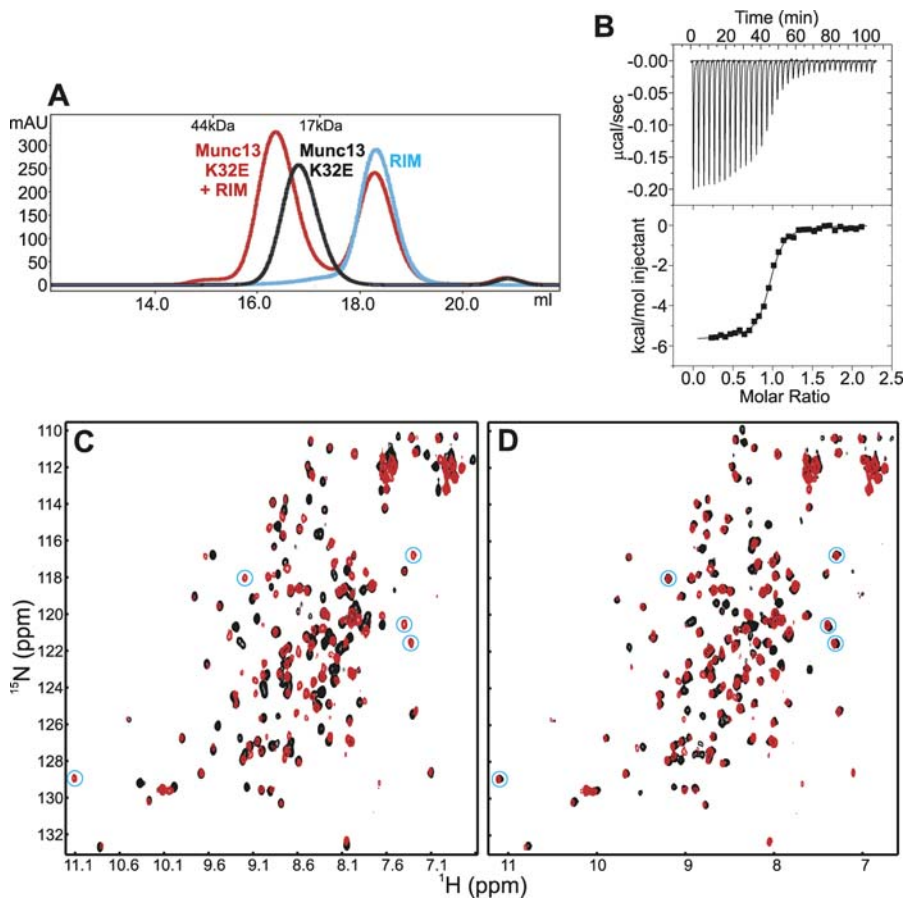 A
mAU
300
250
200
150
100
50
0
44kDa
17kDa
Munc13
K32E
+ RIM
Munc13
K32E
RIM
14.0 16.0 18.0 20.0 ml
B
Time (min)
0 20 40 60 80 100
-0.00
-0.05
-0.10
-0.15
-0.20
µcal/sec
0
-2
-4
-6
kcal/mol injectant
0.0 0.5 1.0 1.5 2.0 2.5
Molar Ratio
C
110
112
114
116
118
120
122
124
126
128
130
132
15N (ppm)
11.1 10.6 10.1 9.6 9.1 8.6 8.1 7.6 7.1
D
11 10 9 8 7
1H (ppm)